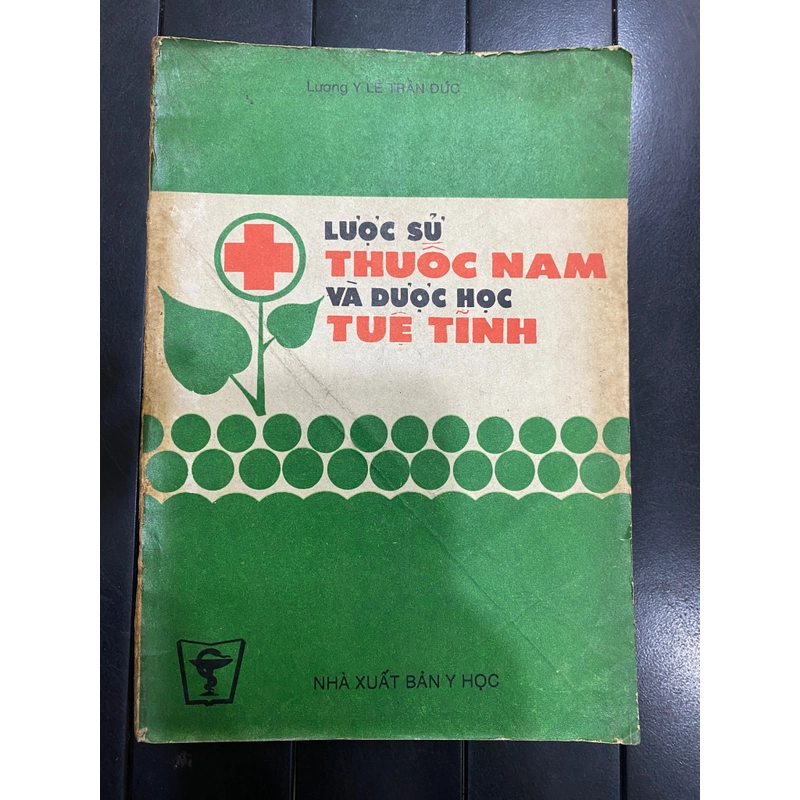 Lương Y LÊ TRẦN ĐỨC
LƯỢC SỬ
THUỐC NAM
VÀ DƯỢC HỌC
TUỆ TĨNH
NHÀ XUẤT BẢN Y HỌC